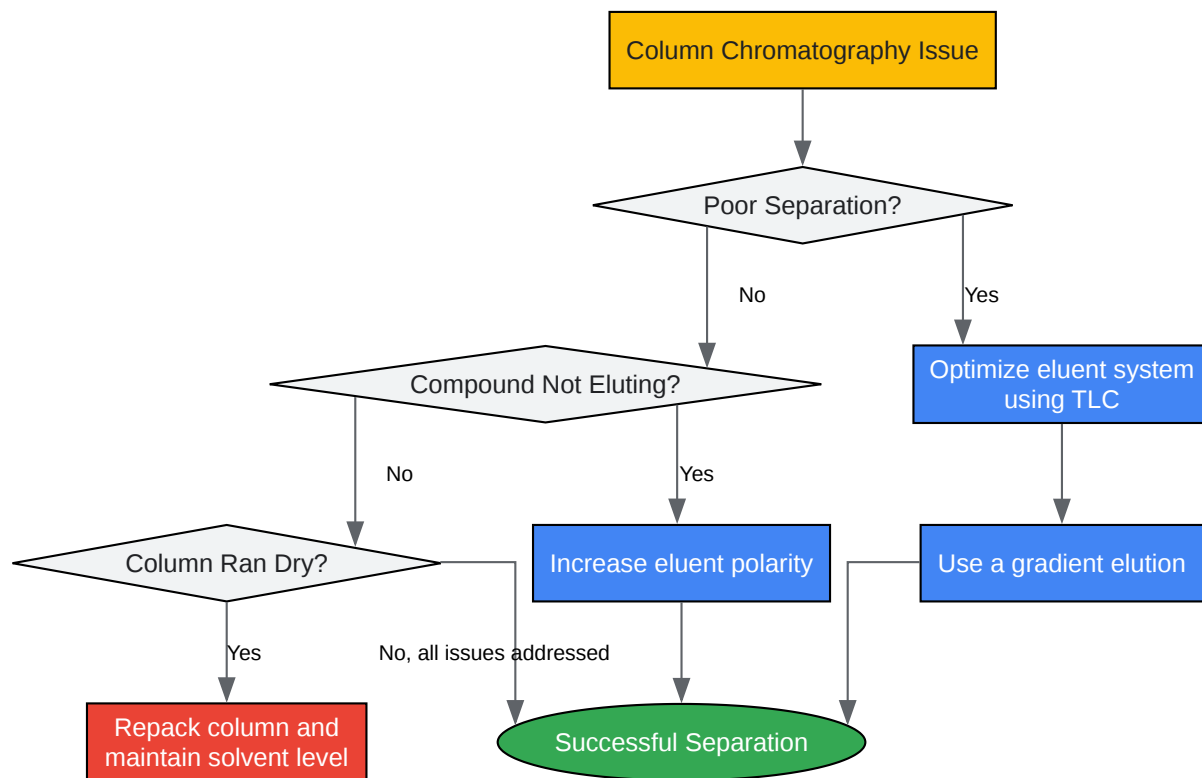 Column Chromatography Issue
Poor Separation?
No
Yes
Compound Not Eluting?
Optimize eluent system
using TLC
No
Yes
Column Ran Dry?
Increase eluent polarity
Use a gradient elution
Yes
No, all issues addressed
Repack column and
maintain solvent level
Successful Separation